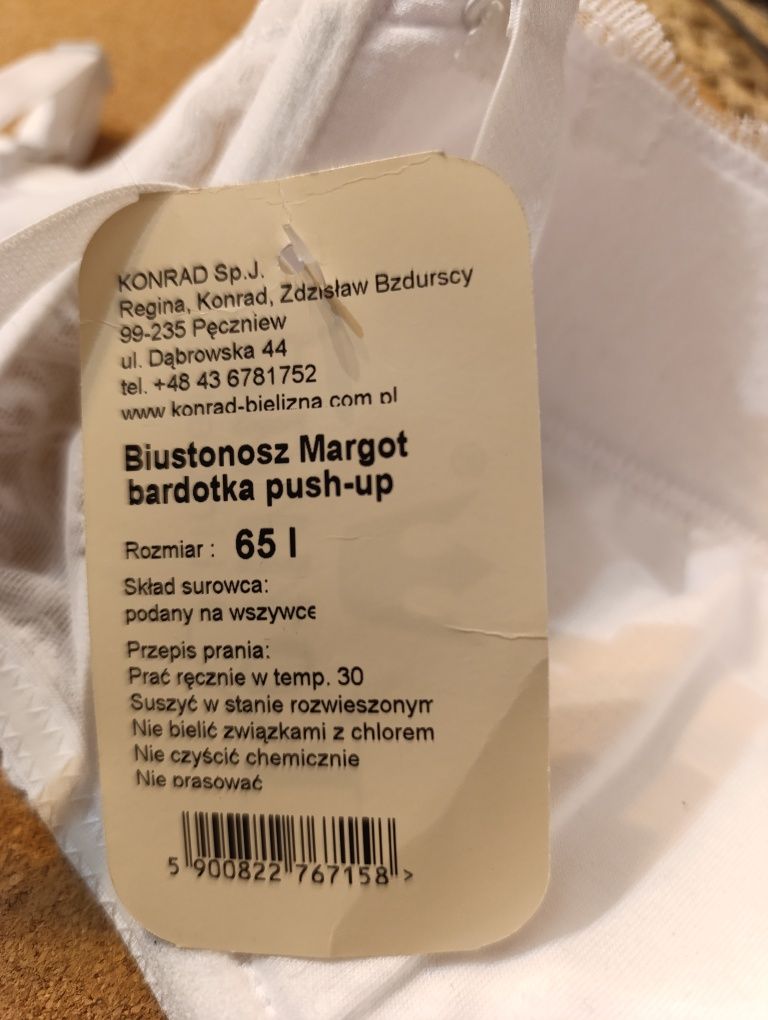 KONRAD Sp.J.
Regina, Konrad, Zdzisław Bzdurscy
99-235 Pęczniew
ul. Dąbrowska 44
tel. +48 43 6781752
www konrad-bielizna com pl
Biustonosz Margot
bardotka push-up
Rozmiar : 65 I
Skład surowca:
podany na wszywce
Przepis prania:
Prać ręcznie w temp. 30
Suszyć w stanie rozwieszonym
Nie bielić związkami z chlorem
Nie czyścić chemicznie
Nie prasować
5 900822 767158 >